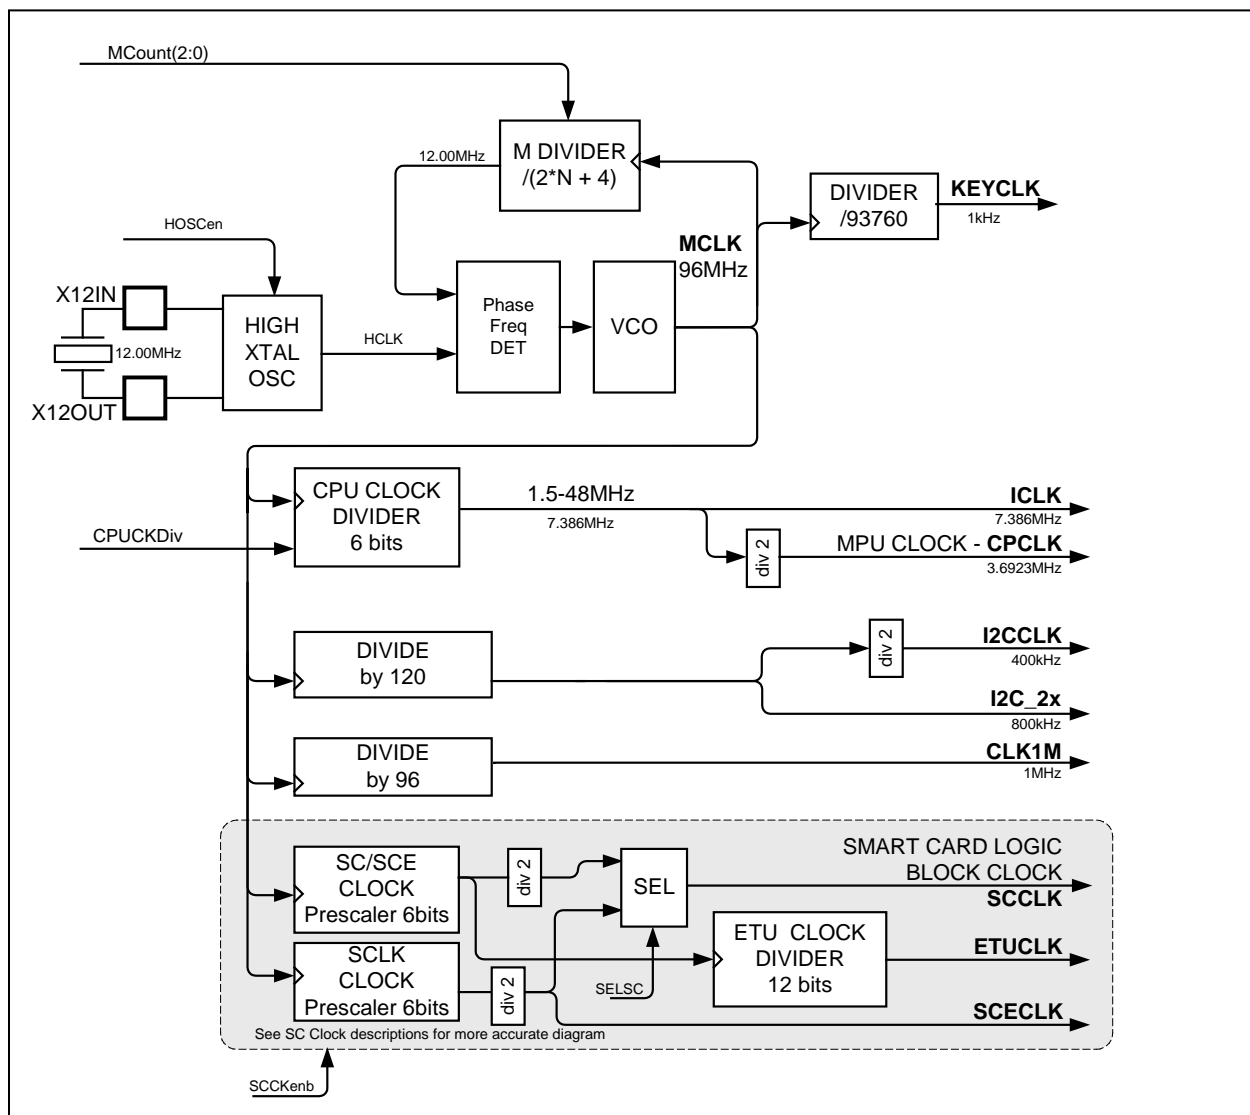 MCount(2:0)
M DIVIDER
/(2*N + 4)
12.00MHz
DIVIDER
/93760
KEYCLK
1kHz
HOSCen
MCLK
96MHz
X12IN
HIGH
XTAL
OSC
12.00MHz
X12OUT
HCLK
Phase
Freq
DET
VCO
CPU CLOCK
DIVIDER
6 bits
1.5-48MHz
7.386MHz
ICLK
7.386MHz
CPUCKDiv
div 2
MPU CLOCK - CPCLK
3.6923MHz
DIVIDE
by 120
div 2
I2CCLK
400kHz
I2C_2x
800kHz
DIVIDE
by 96
CLK1M
1MHz
SC/SCE
CLOCK
Prescaler 6bits
div 2
SEL
SMART CARD LOGIC
BLOCK CLOCK
SCCLK
SCLK
CLOCK
Prescaler 6bits
div 2
SELSC
ETU CLOCK
DIVIDER
12 bits
ETUCLK
SCECLK
See SC Clock descriptions for more accurate diagram
SCCKenb